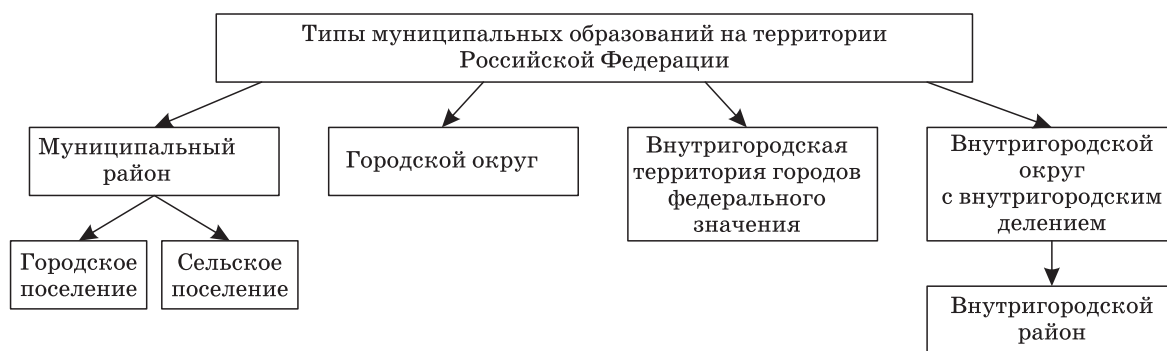 Типы муниципальных образований на территории
Российской Федерации
Муниципальный
район
Городской округ
Внутригородская
территория городов
федерального
значения
Внутригородской
округ
с внутригородским
делением
Городское
поселение
Сельское
поселение
Внутригородской
район